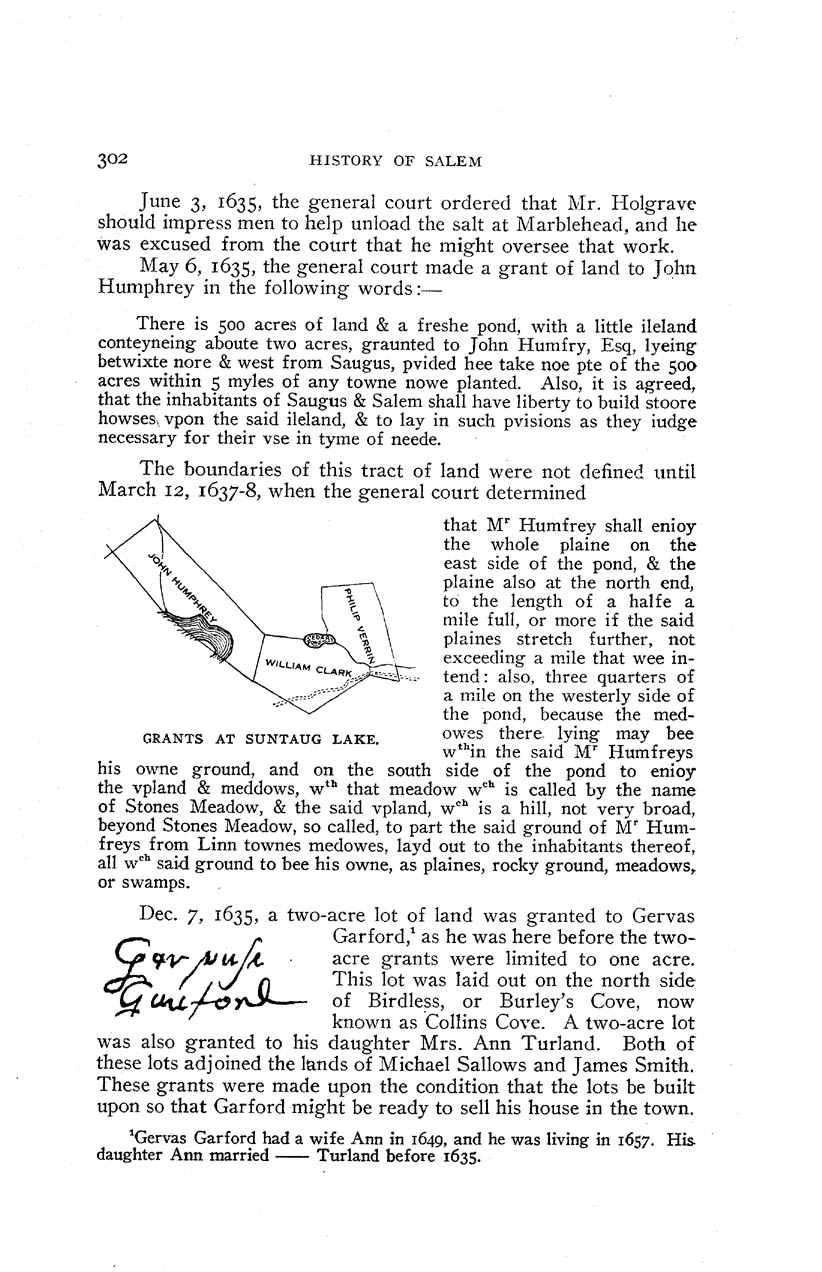 302 HISTORY OF SALEM
June 3, 1635, the general court ordered that Mr. Holgrave
should impress men to help unload the salt at Marblehead, and he
was excused from the court that he might oversee that work.
May 6, 1635, the general court made a grant of land to John
Humphrey in the following words:—
There is 500 acres of land & a freshe pond, with a little ileland
conteyneing aboute two acres, graunted to John Humfry, Esq, lyeing
betwixte nore & west from Saugus, pvided hee take noe pte of the 500
acres within 5 myles of any towne nowe planted. Also, it is agreed,
that the inhabitants of Saugus & Salem shall have liberty to build stoore
howses, vpon the said ileland, & to lay in such pvisions as they iudge
necessary for their vse in tyme of neede.
The boundaries of this tract of land were not defined until
March 12, 1637-8, when the general court determined
JOHN HUMPHREY
PHILIP VERRIN
CEDAR POND
WILLIAM CLARK
GRANTS AT SUNTAUG LAKE.
that Mʳ Humfrey shall enioy
the whole plaine on the
east side of the pond, & the
plaine also at the north end,
to the length of a halfe a
mile full, or more if the said
plaines stretch further, not
exceeding a mile that wee in-
tend: also, three quarters of
a mile on the westerly side of
the pond, because the med-
owes there lying may bee
wᵗʰin the said Mʳ Humfreys
his owne ground, and on the south side of the pond to enioy
the vpland & meddows, wᵗʰ that meadow wᶜʰ is called by the name
of Stones Meadow, & the said vpland, wᶜʰ is a hill, not very broad,
beyond Stones Meadow, so called, to part the said ground of Mʳ Hum-
freys from Linn townes medowes, layd out to the inhabitants thereof,
all wᶜʰ said ground to bee his owne, as plaines, rocky ground, meadows,
or swamps.
Dec. 7, 1635, a two-acre lot of land was granted to Gervas
Garford,¹ as he was here before the two-
acre grants were limited to one acre.
This lot was laid out on the north side
of Birdless, or Burley's Cove, now
known as Collins Cove. A two-acre lot
was also granted to his daughter Mrs. Ann Turland. Both of
these lots adjoined the lands of Michael Sallows and James Smith.
These grants were made upon the condition that the lots be built
upon so that Garford might be ready to sell his house in the town.
¹Gervas Garford had a wife Ann in 1649, and he was living in 1657. His
daughter Ann married —— Turland before 1635.